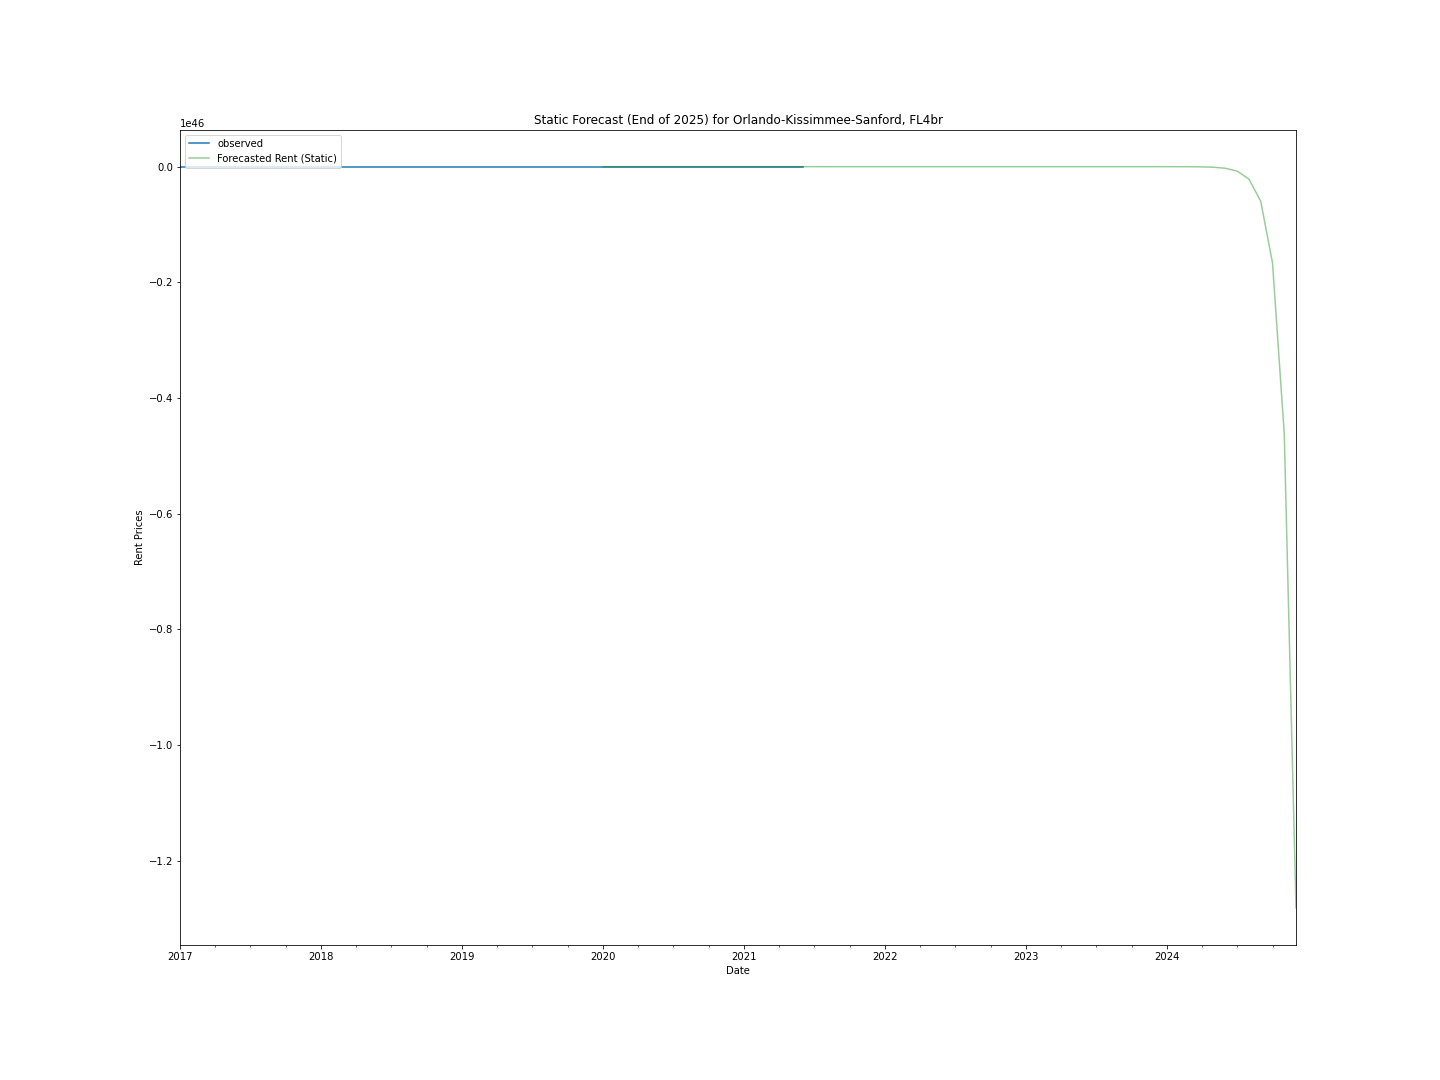 Static Forecast (End of 2025) for Orlando-Kissimmee-Sanford, FL4br
1e46
observed
Forecasted Rent (Static)
0.0
−0.2
−0.4
−0.6
−0.8
−1.0
−1.2
Rent Prices
2017 2018 2019 2020 2021 2022 2023 2024
Date